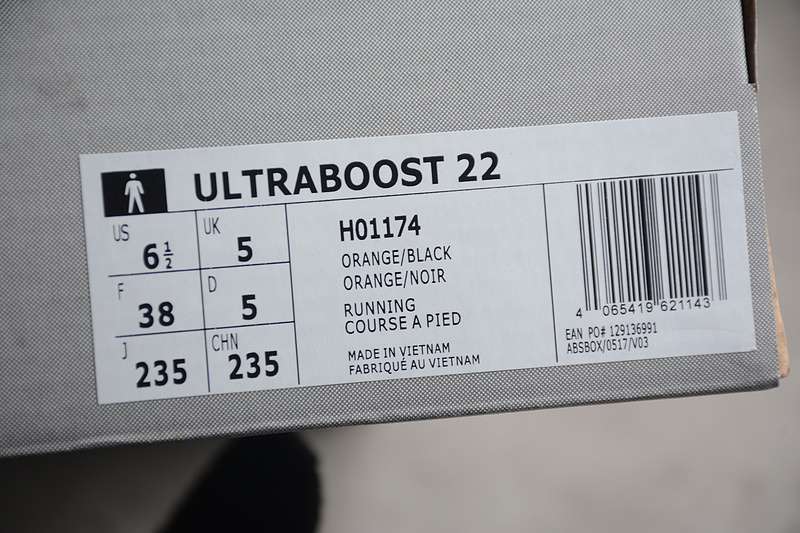 ULTRABOOST 22
US 6½ UK 5
F 38 D 5
J 235 CHN 235
H01174
ORANGE/BLACK
ORANGE/NOIR
RUNNING
COURSE A PIED
MADE IN VIETNAM
FABRIQUÉ AU VIETNAM
4 065419 621143
EAN PO# 129136991
ABSBOX/0517/V03